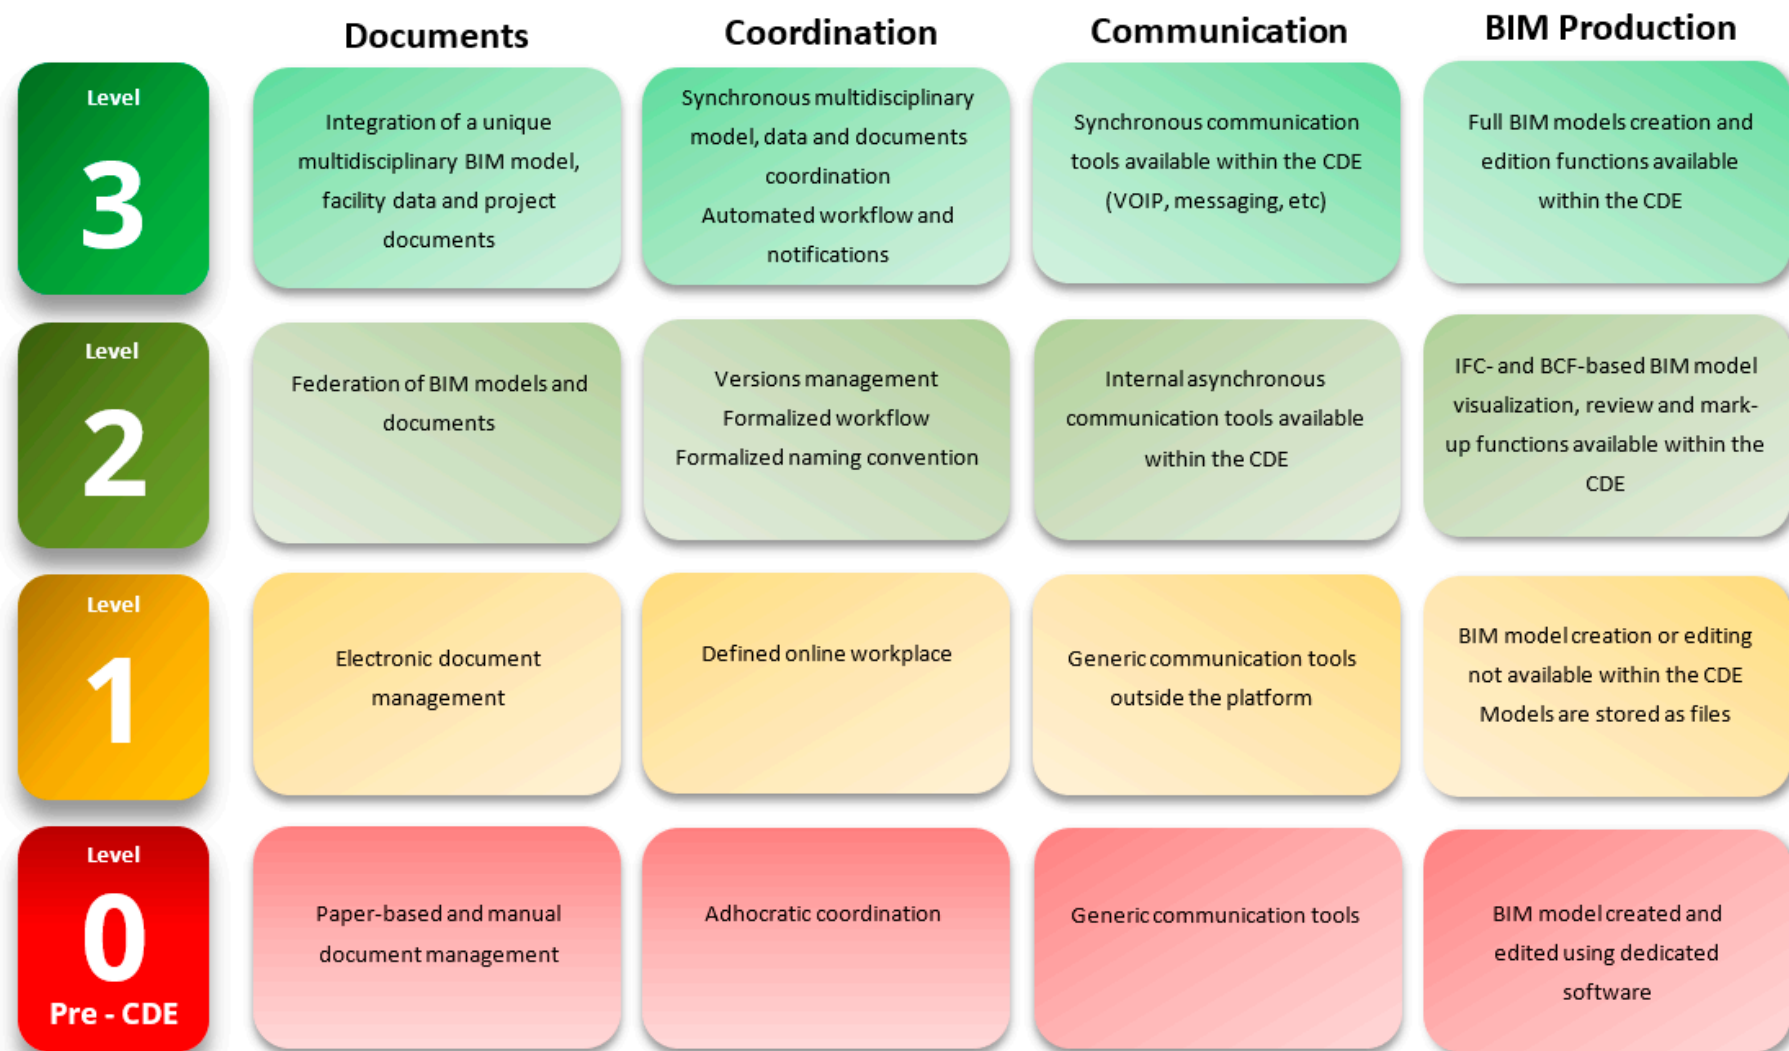 Documents
Coordination
Communication
BIM Production
Level
3
Integration of a unique
multidisciplinary BIM model,
facility data and project
documents
Synchronous multidisciplinary
model, data and documents
coordination
Automated workflow and
notifications
Synchronous communication
tools available within the CDE
(VOIP, messaging, etc)
Full BIM models creation and
edition functions available
within the CDE
Level
2
Federation of BIM models and
documents
Versions management
Formalized workflow
Formalized naming convention
Internal asynchronous
communication tools available
within the CDE
IFC- and BCF-based BIM model
visualization, review and mark-
up functions available within the
CDE
Level
1
Electronic document
management
Defined online workplace
Generic communication tools
outside the platform
BIM model creation or editing
not available within the CDE
Models are stored as files
Level
0
Pre - CDE
Paper-based and manual
document management
Adhocratic coordination
Generic communication tools
BIM model created and
edited using dedicated
software